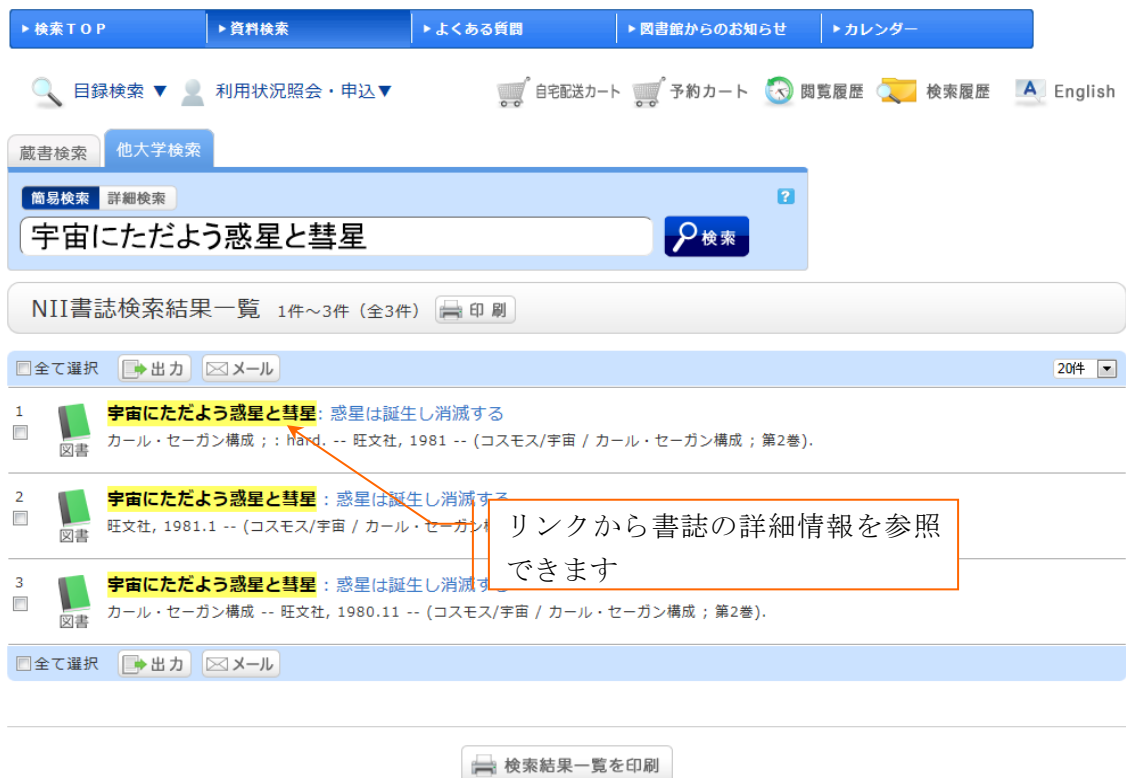 検索TOP 資料検索 よくある質問 図書館からのお知らせ カレンダー
目録検索 ▼ 利用状況照会・申込▼ 自宅配送カート 予約カート 閲覧履歴 検索履歴 A English
蔵書検索 他大学検索
簡易検索 詳細検索 ?
宇宙にただよう惑星と彗星 検索
NII書誌検索結果一覧 1件～3件（全3件） 印刷
全て選択 出力 メール 20件
1 宇宙にただよう惑星と彗星: 惑星は誕生し消滅する
図書 カール・セーガン構成 ; : hard. -- 旺文社, 1981 -- (コスモス/宇宙 / カール・セーガン構成 ; 第2巻).
2 宇宙にただよう惑星と彗星 : 惑星は誕生し消滅する
図書 旺文社, 1981.1 -- (コスモス/宇宙 / カール・セーガン
リンクから書誌の詳細情報を参照
できます
3 宇宙にただよう惑星と彗星 : 惑星は誕生し消滅する
図書 カール・セーガン構成 -- 旺文社, 1980.11 -- (コスモス/宇宙 / カール・セーガン構成 ; 第2巻).
全て選択 出力 メール
検索結果一覧を印刷